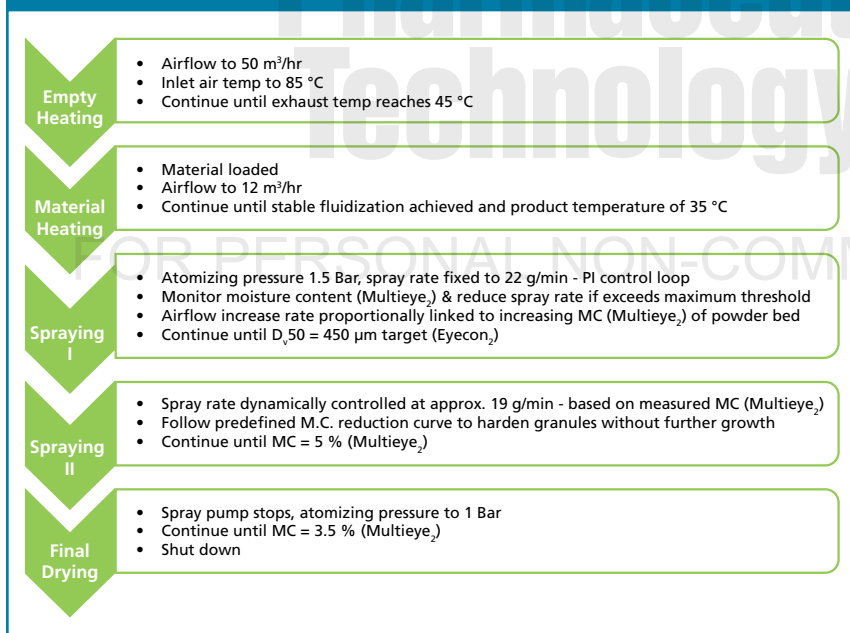 Pharmaceut
Technology
Empty
Heating
• Airflow to 50 m³/hr
• Inlet air temp to 85 °C
• Continue until exhaust temp reaches 45 °C
Material
Heating
• Material loaded
• Airflow to 12 m³/hr
• Continue until stable fluidization achieved and product temperature of 35 °C
FOR PERSONAL NON-COMM
Spraying
I
• Atomizing pressure 1.5 Bar, spray rate fixed to 22 g/min - PI control loop
• Monitor moisture content (Multieye₂) & reduce spray rate if exceeds maximum threshold
• Airflow increase rate proportionally linked to increasing MC (Multieye₂) of powder bed
• Continue until Dᵥ50 = 450 µm target (Eyecon₂)
Spraying
II
• Spray rate dynamically controlled at approx. 19 g/min - based on measured MC (Multieye₂)
• Follow predefined M.C. reduction curve to harden granules without further growth
• Continue until MC = 5 % (Multieye₂)
Final
Drying
• Spray pump stops, atomizing pressure to 1 Bar
• Continue until MC = 3.5 % (Multieye₂)
• Shut down